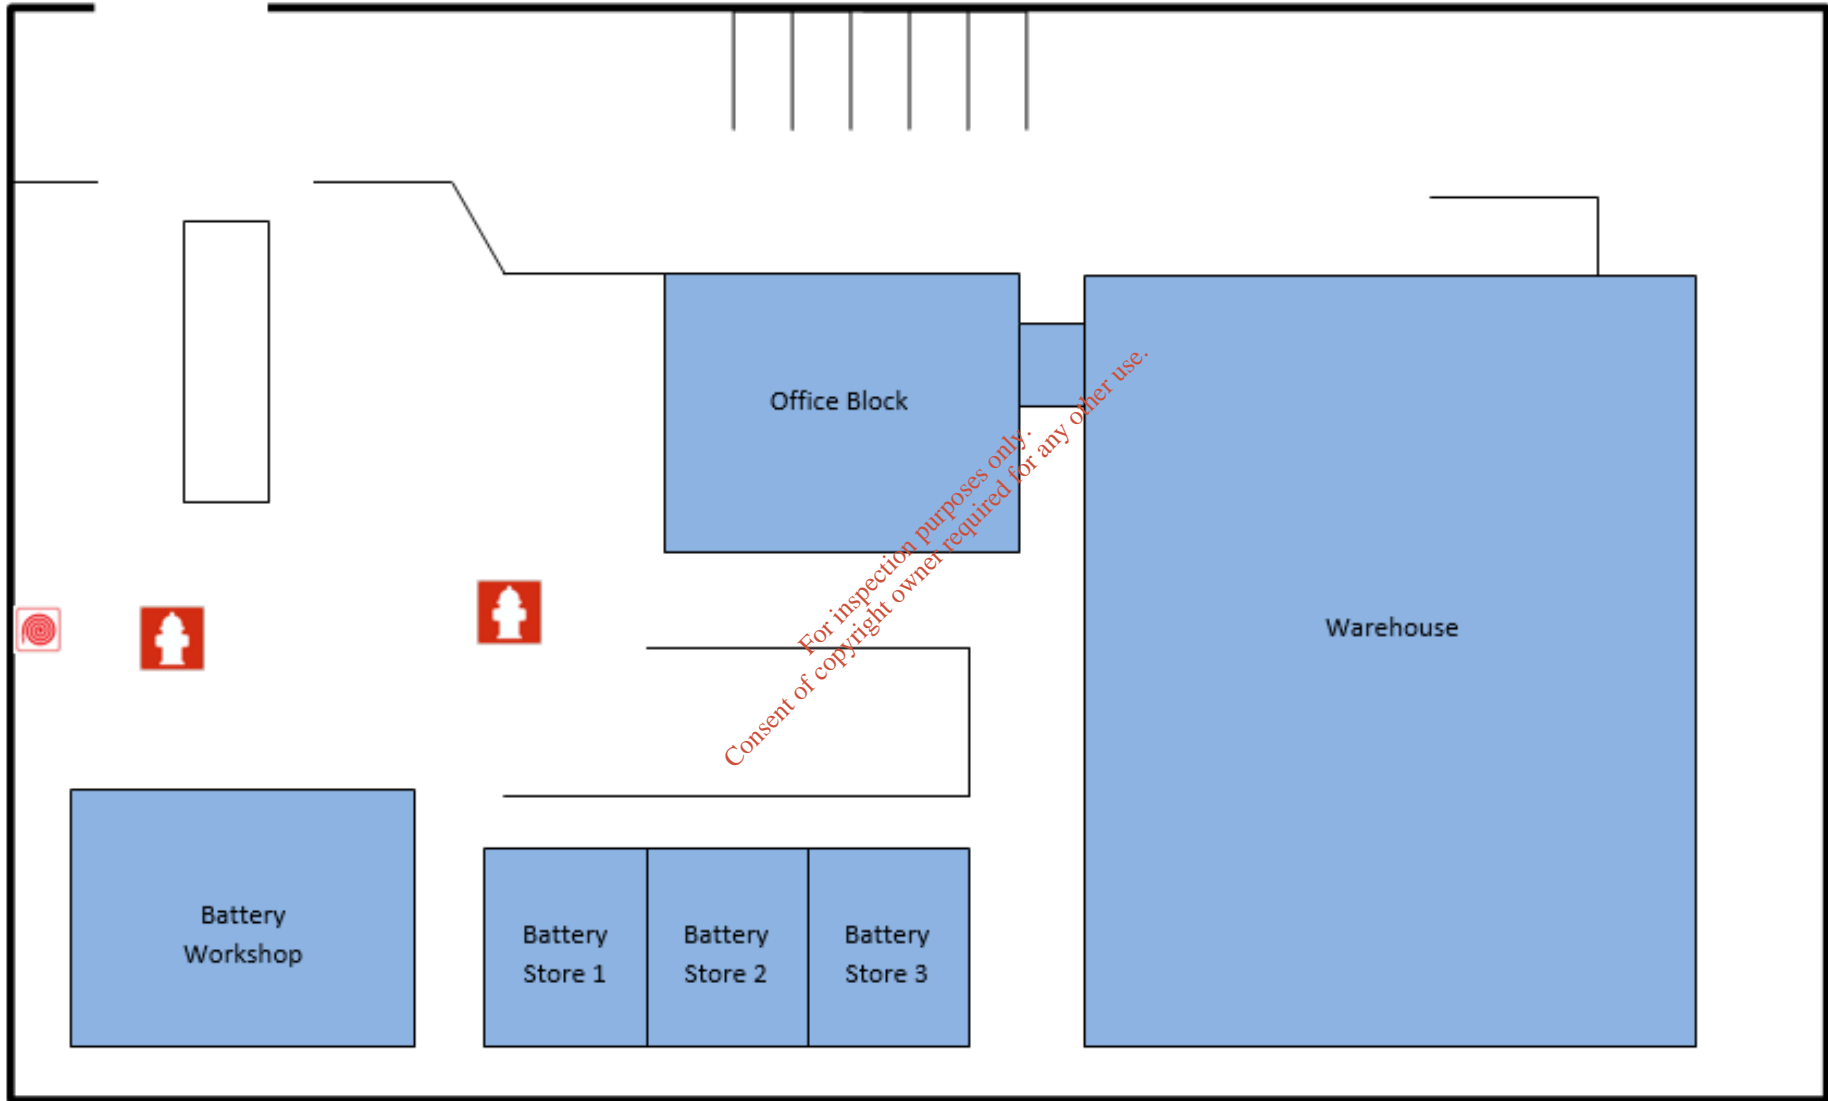 Office Block
For inspection purposes only.
Consent of copyright owner required for any other use.
Warehouse
Battery
Workshop
Battery
Store 1
Battery
Store 2
Battery
Store 3